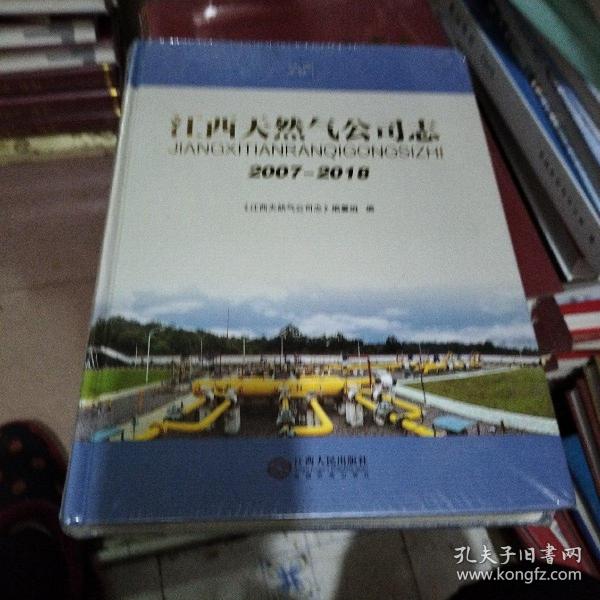 江西天然气公司志
JIANGXITIANRANQIGONGSIZHI
2007-2018
《江西天然气公司志》编纂组 编
江西人民出版社
孔夫子旧书网
www.kongfz.com